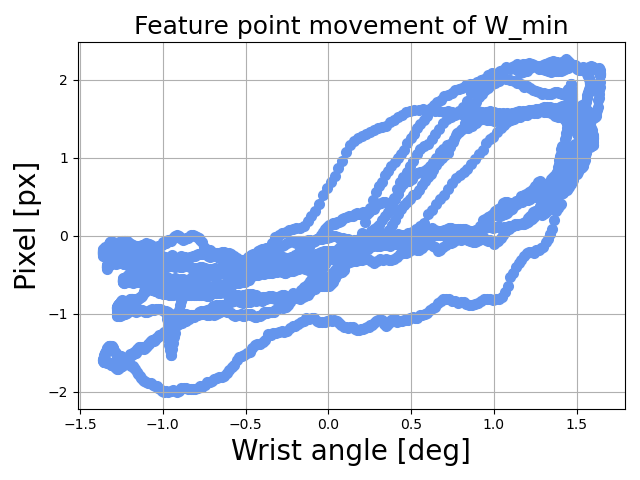 Feature point movement of W_min
Pixel [px]
2
1
0
−1
−2
−1.5 −1.0 −0.5 0.0 0.5 1.0 1.5
Wrist angle [deg]